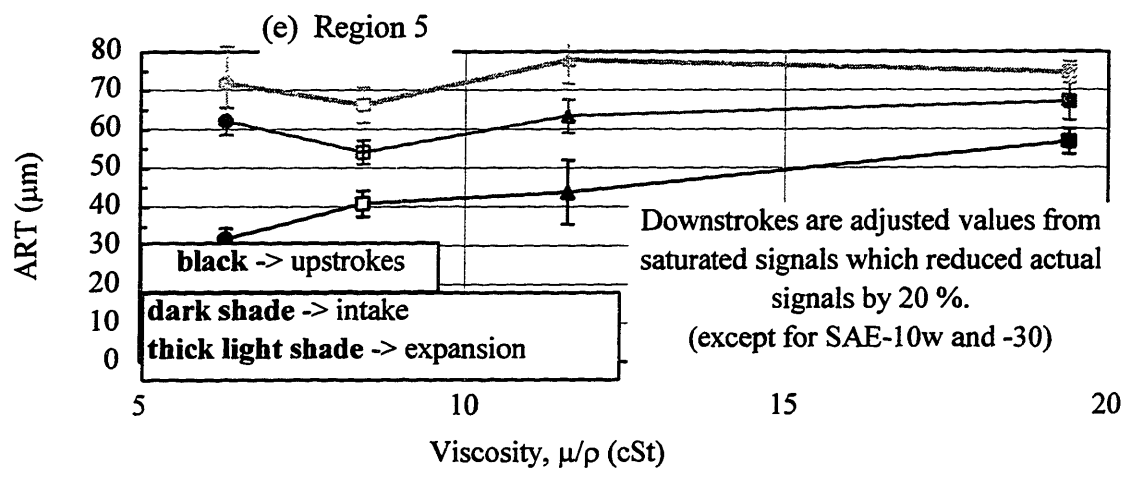 (e) Region 5
80
70
60
50
40
30
20
10
0
ART (μm)
black -> upstrokes
dark shade -> intake
thick light shade -> expansion
Downstrokes are adjusted values from
saturated signals which reduced actual
signals by 20 %.
(except for SAE-10w and -30)
5 10 15 20
Viscosity, μ/ρ (cSt)